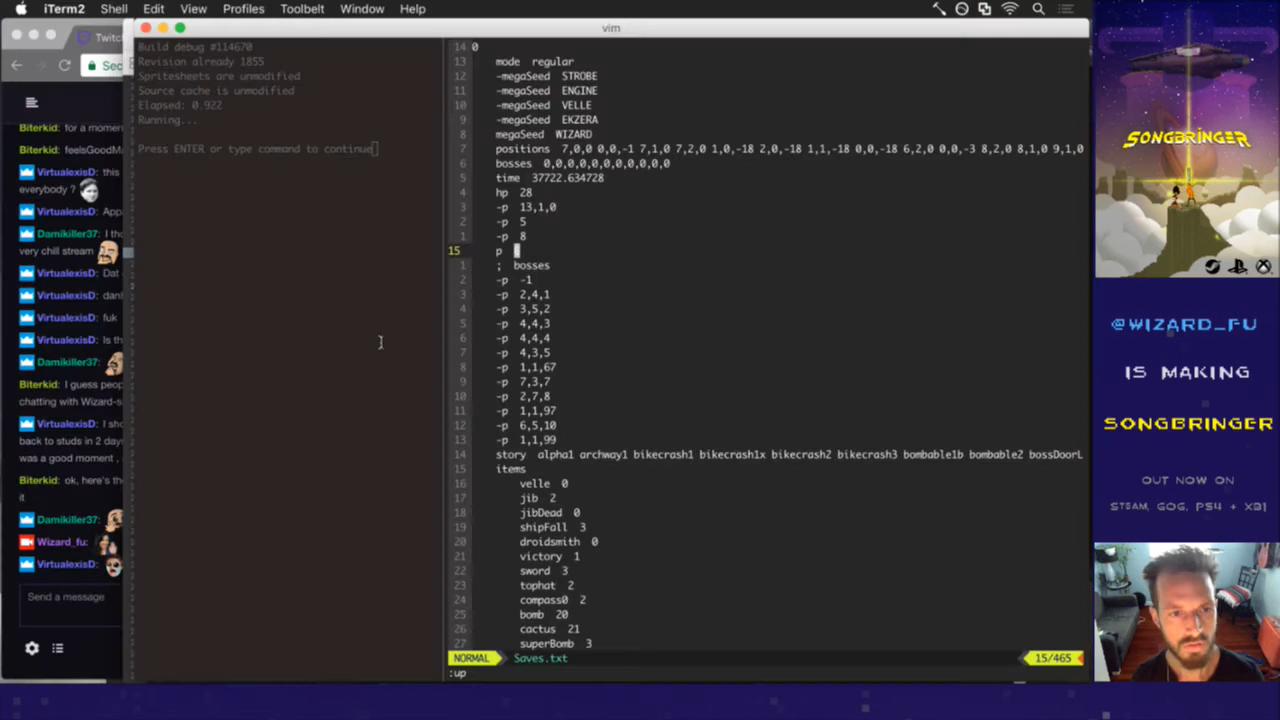 iTerm2 Shell Edit View Profiles Toolbelt Window Help
vim
Twitch
Secu
Biterkid: for a momen
Biterkid: feelsGoodMa
VirtualexisD: this
everybody ?
VirtualexisD: Appa
Damikiller37: I tho
very chill stream
VirtualexisD: Dat
VirtualexisD: dank
VirtualexisD: fuk
VirtualexisD: Is th
Damikiller37:
Biterkid: I guess peop
chatting with Wizard-s
VirtualexisD: I sho
back to studs in 2 days
was a good moment ,
Biterkid: ok, here's the
it
Damikiller37:
Wizard_fu:
VirtualexisD:
Send a message
Build debug #114670
Revision already 1855
Spritesheets are unmodified
Source cache is unmodified
Elapsed: 0.922
Running...
Press ENTER or type command to continue
14 0
13 mode regular
12 -megaSeed STROBE
11 -megaSeed ENGINE
10 -megaSeed VELLE
9 -megaSeed EKZERA
8 megaSeed WIZARD
7 positions 7,0,0 0,0,-1 7,1,0 7,2,0 1,0,-18 2,0,-18 1,1,-18 0,0,-18 6,2,0 0,0,-3 8,2,0 8,1,0 9,1,0
6 bosses 0,0,0,0,0,0,0,0,0,0,0
5 time 37722.634728
4 hp 28
3 -p 13,1,0
2 -p 5
1 -p 8
15 p
1 ; bosses
2 -p -1
3 -p 2,4,1
4 -p 3,5,2
5 -p 4,4,3
6 -p 4,4,4
7 -p 4,3,5
8 -p 1,1,67
9 -p 7,3,7
10 -p 2,7,8
11 -p 1,1,97
12 -p 6,5,10
13 -p 1,1,99
14 story alpha1 archway1 bikecrash1 bikecrash1x bikecrash2 bikecrash3 bombable1b bombable2 bossDoorL
15 items
16 velle 0
17 jib 2
18 jibDead 0
19 shipFall 3
20 droidsmith 0
21 victory 1
22 sword 3
23 tophat 2
24 compass0 2
25 bomb 20
26 cactus 21
27 superBomb 3
NORMAL Saves.txt 15/465
:up
SONGBRINGER
@WIZARD_FU
IS MAKING
SONGBRINGER
OUT NOW ON
STEAM, GOG, PS4 + XB1